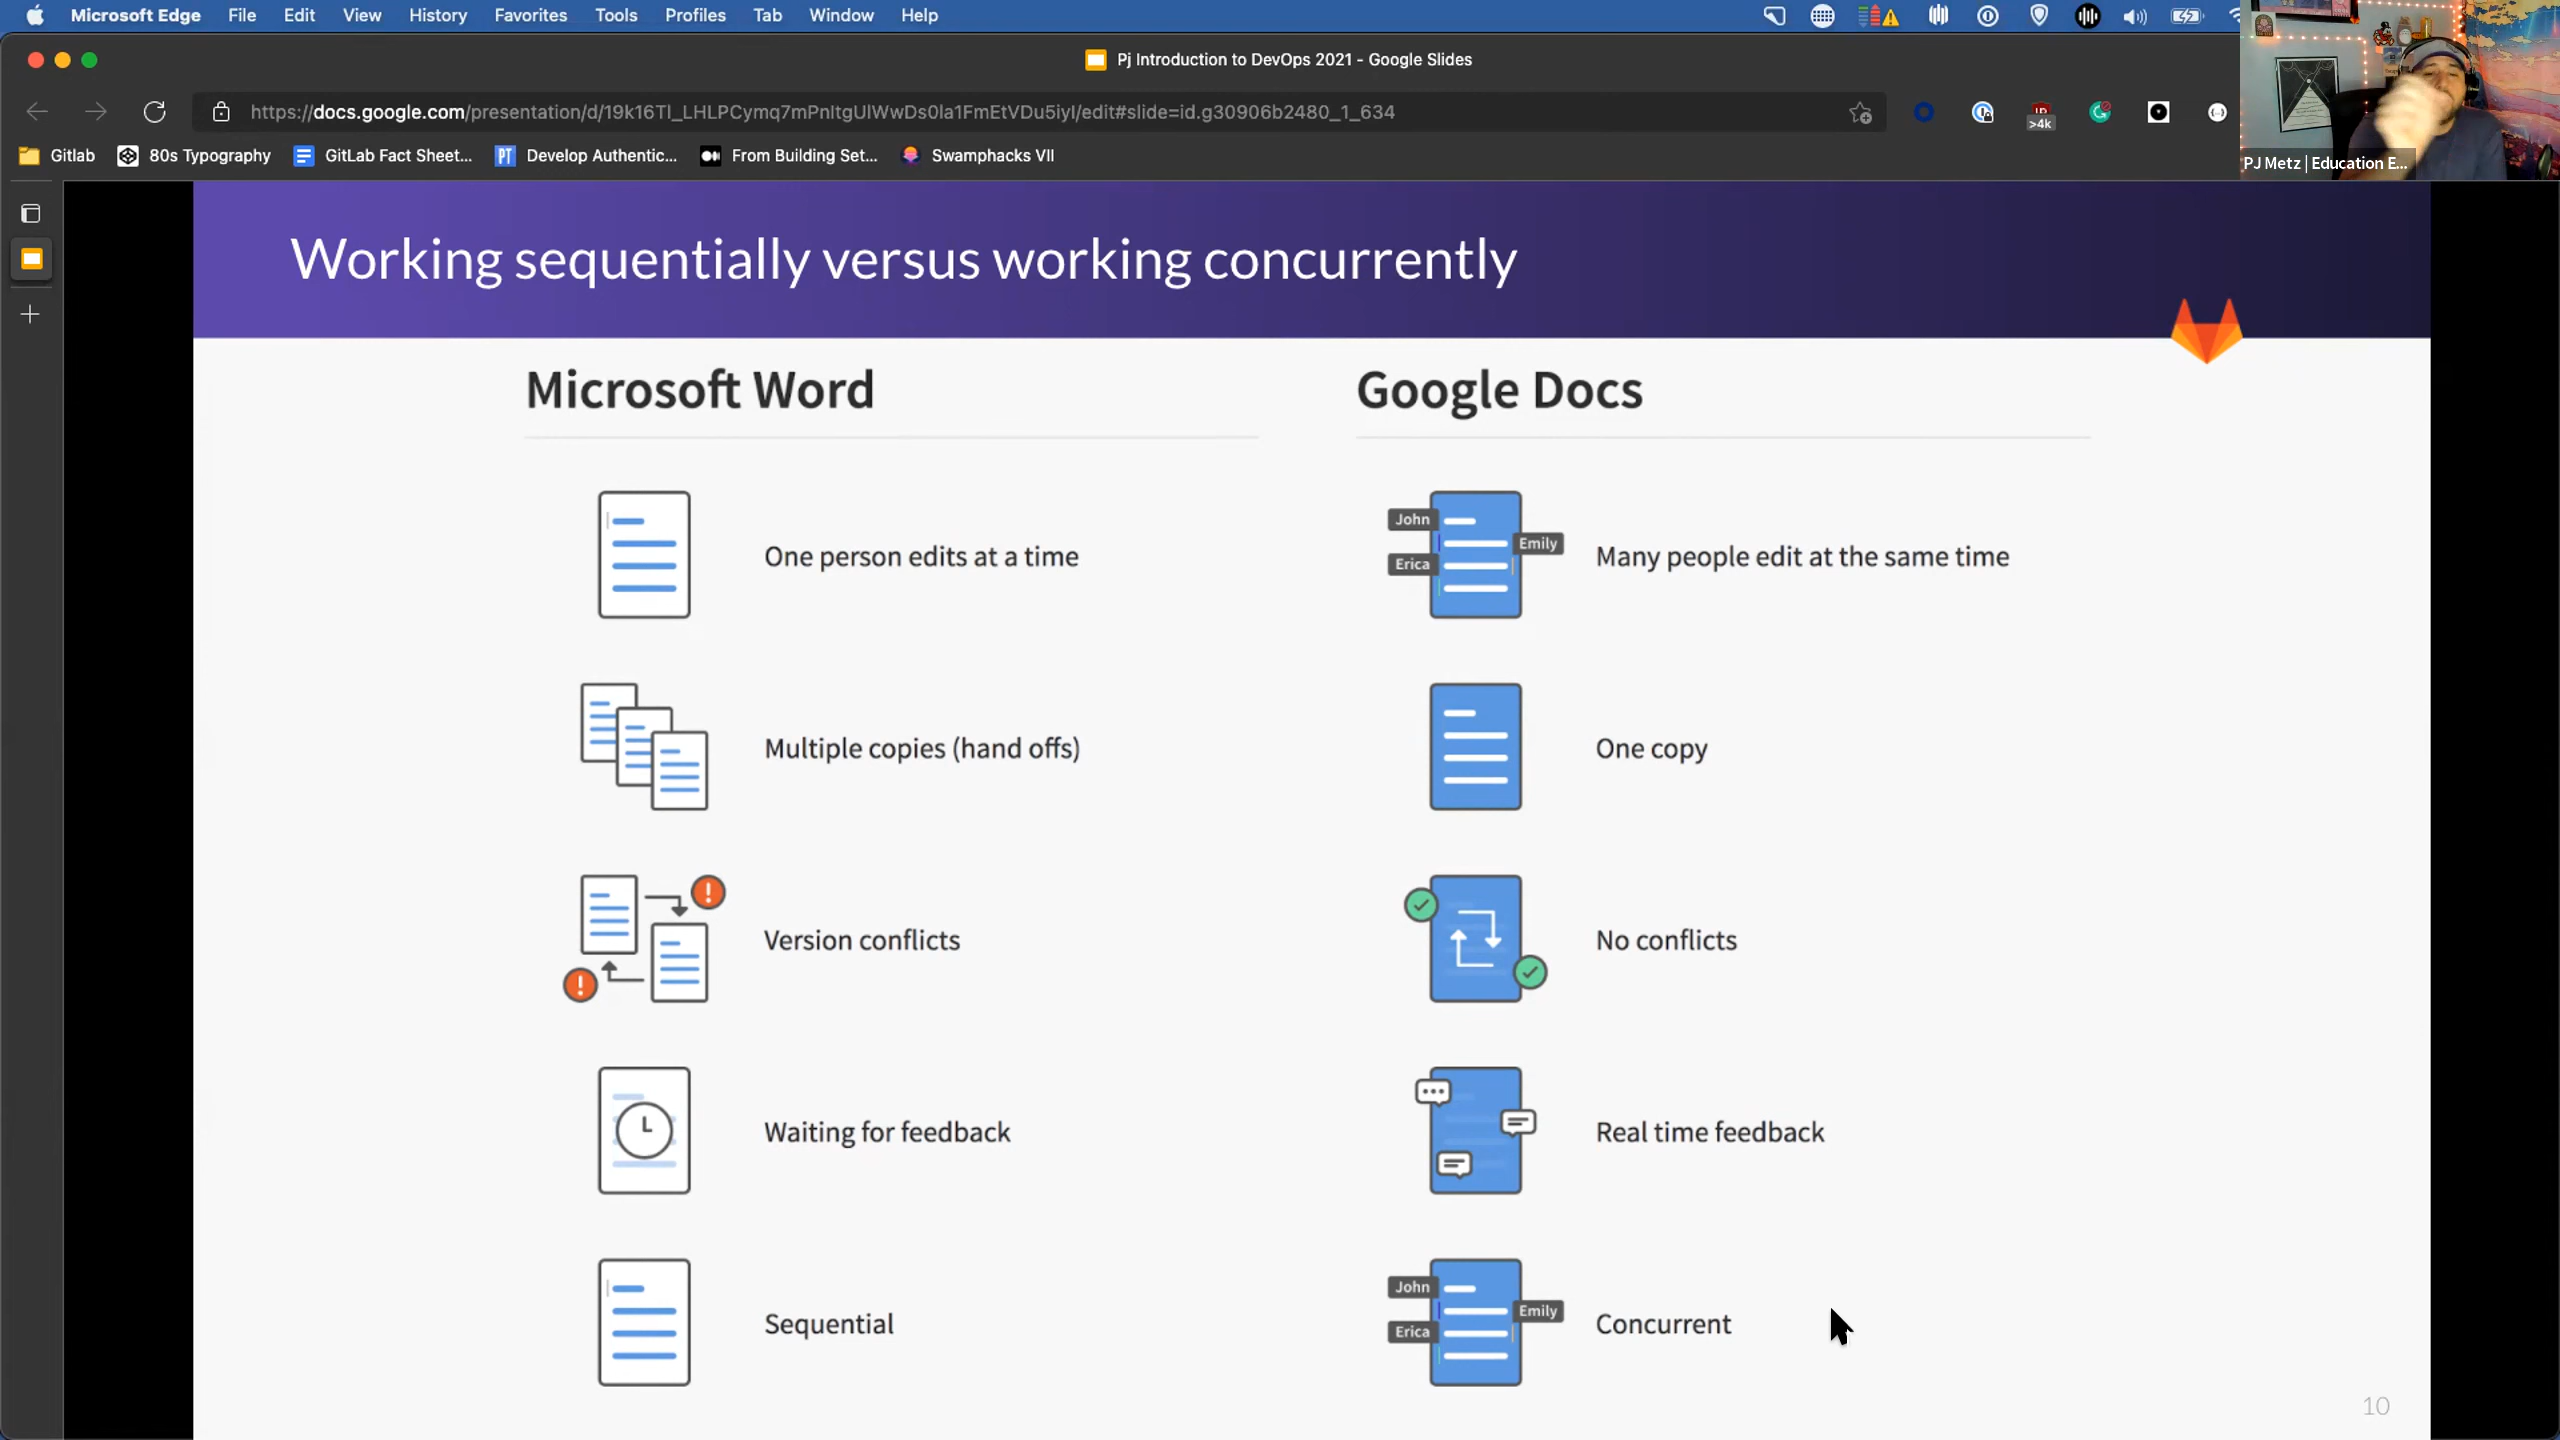 Microsoft Edge File Edit View History Favorites Tools Profiles Tab Window Help
Pj Introduction to DevOps 2021 - Google Slides
https://docs.google.com/presentation/d/19k16Tl_LHLPCymq7mPnItgUlWwDs0la1FmEtVDu5iyI/edit#slide=id.g30906b2480_1_634
>4k
Gitlab 80s Typography GitLab Fact Sheet... PT Develop Authentic... From Building Set... Swamphacks VII
PJ Metz | Education E...
Working sequentially versus working concurrently
Microsoft Word
Google Docs
One person edits at a time
John
Emily
Erica
Many people edit at the same time
Multiple copies (hand offs)
One copy
Version conflicts
No conflicts
Waiting for feedback
Real time feedback
Sequential
John
Emily
Erica
Concurrent
10